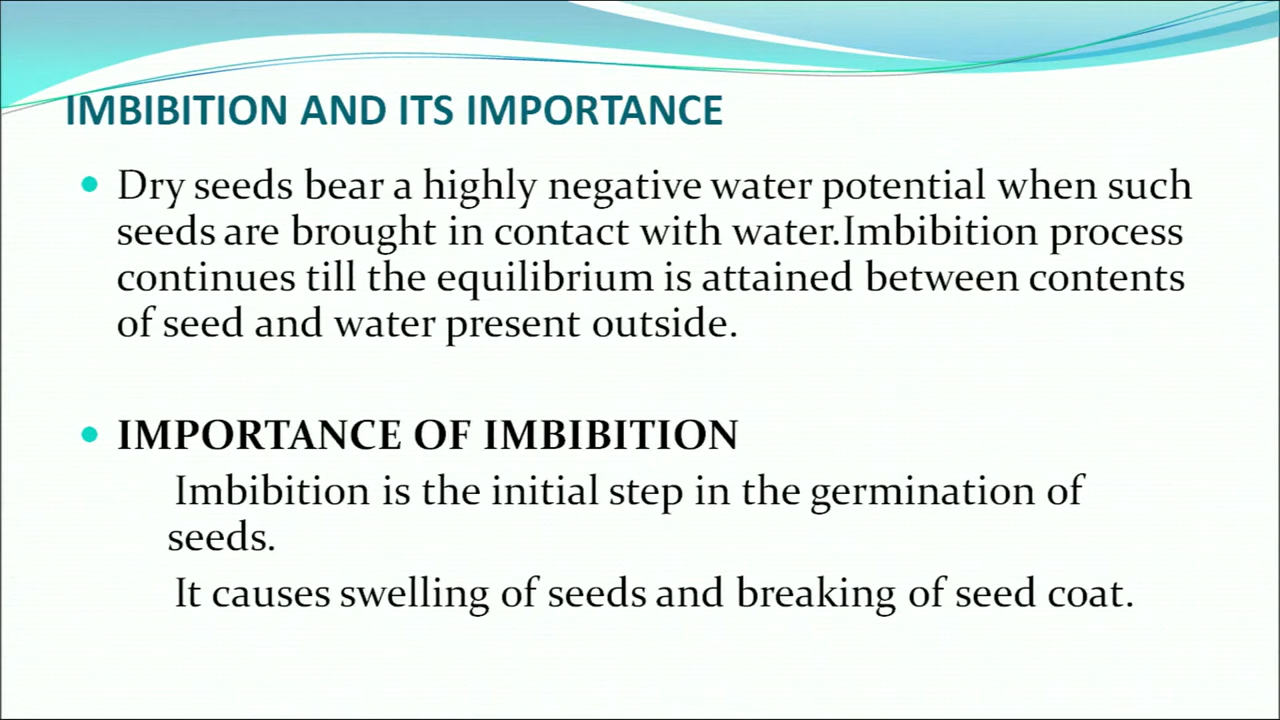 IMBIBITION AND ITS IMPORTANCE
Dry seeds bear a highly negative water potential when such
seeds are brought in contact with water.Imbibition process
continues till the equilibrium is attained between contents
of seed and water present outside.
IMPORTANCE OF IMBIBITION
Imbibition is the initial step in the germination of
seeds.
It causes swelling of seeds and breaking of seed coat.